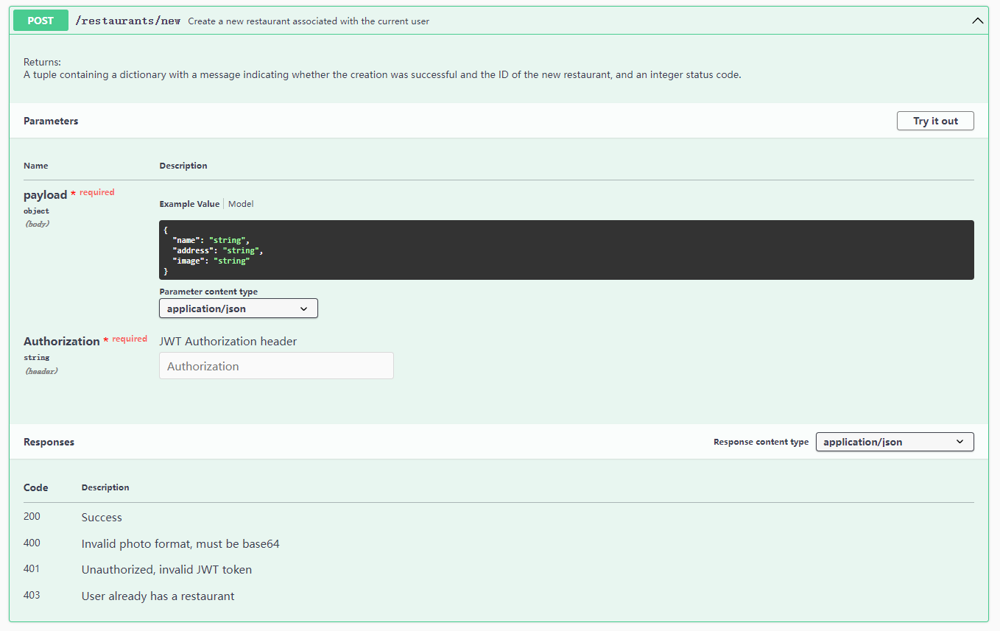 POST /restaurants/new Create a new restaurant associated with the current user
Returns:
A tuple containing a dictionary with a message indicating whether the creation was successful and the ID of the new restaurant, and an integer status code.
Parameters Try it out
Name Description
payload * required
object
(body)
Example Value Model
{
  "name": "string",
  "address": "string",
  "image": "string"
}
Parameter content type
application/json
Authorization * required
string
(header)
JWT Authorization header
Authorization
Responses Response content type application/json
Code Description
200 Success
400 Invalid photo format, must be base64
401 Unauthorized, invalid JWT token
403 User already has a restaurant